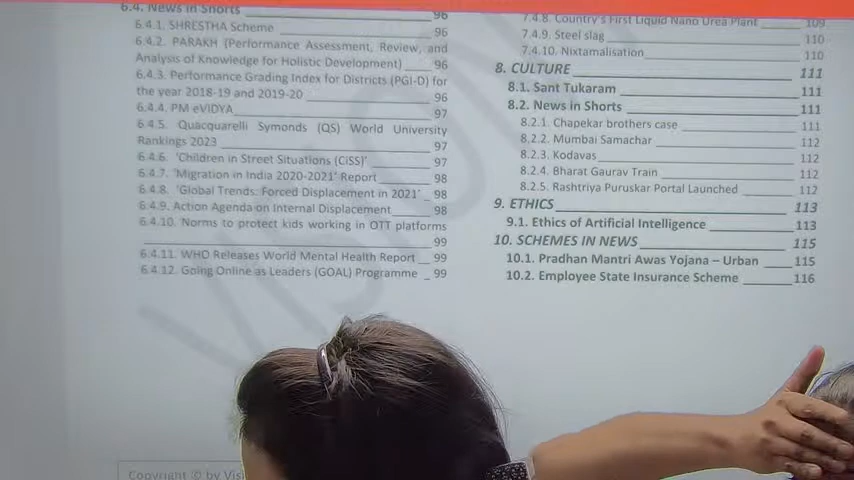 6.4. News in Shorts 96
6.4.1. SHRESTHA Scheme 96
6.4.2. PARAKH (Performance Assessment, Review, and
Analysis of Knowledge for Holistic Development) 96
6.4.3. Performance Grading Index for Districts (PGI-D) for
the year 2018-19 and 2019-20 96
6.4.4. PM eVIDYA 97
6.4.5. Quacquarelli Symonds (QS) World University
Rankings 2023 97
6.4.6. 'Children in Street Situations (CiSS)' 97
6.4.7. 'Migration in India 2020-2021' Report 98
6.4.8. 'Global Trends: Forced Displacement in 2021' 98
6.4.9. Action Agenda on Internal Displacement 98
6.4.10. Norms to protect kids working in OTT platforms
99
6.4.11. WHO Releases World Mental Health Report 99
6.4.12. Going Online as Leaders (GOAL) Programme 99
7.4.8. Country's First Liquid Nano Urea Plant 109
7.4.9. Steel slag 110
7.4.10. Nixtamalisation 110
8. CULTURE 111
8.1. Sant Tukaram 111
8.2. News in Shorts 111
8.2.1. Chapekar brothers case 111
8.2.2. Mumbai Samachar 112
8.2.3. Kodavas 112
8.2.4. Bharat Gaurav Train 112
8.2.5. Rashtriya Puruskar Portal Launched 112
9. ETHICS 113
9.1. Ethics of Artificial Intelligence 113
10. SCHEMES IN NEWS 115
10.1. Pradhan Mantri Awas Yojana – Urban 115
10.2. Employee State Insurance Scheme 116
Copyright © by